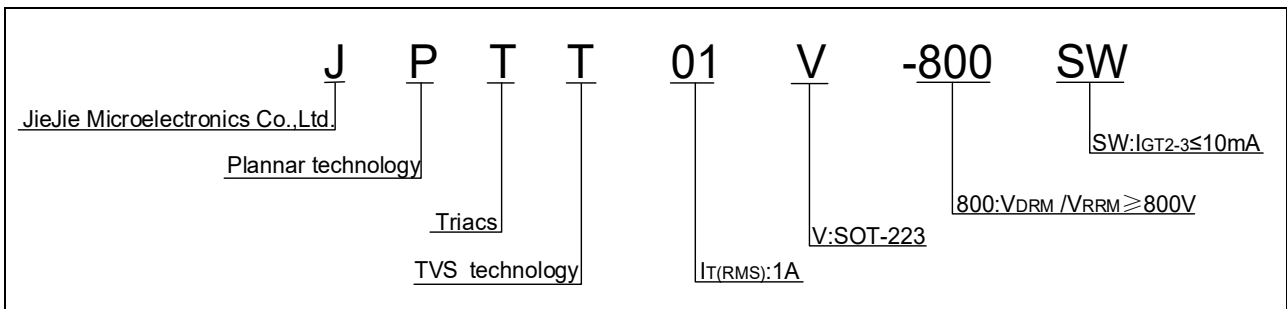 J P T T 01 V -800 SW
JieJie Microelectronics Co.,Ltd.
SW:IGT2-3≤10mA
Plannar technology
800:VDRM /VRRM≥800V
Triacs
V:SOT-223
TVS technology
IT(RMS):1A